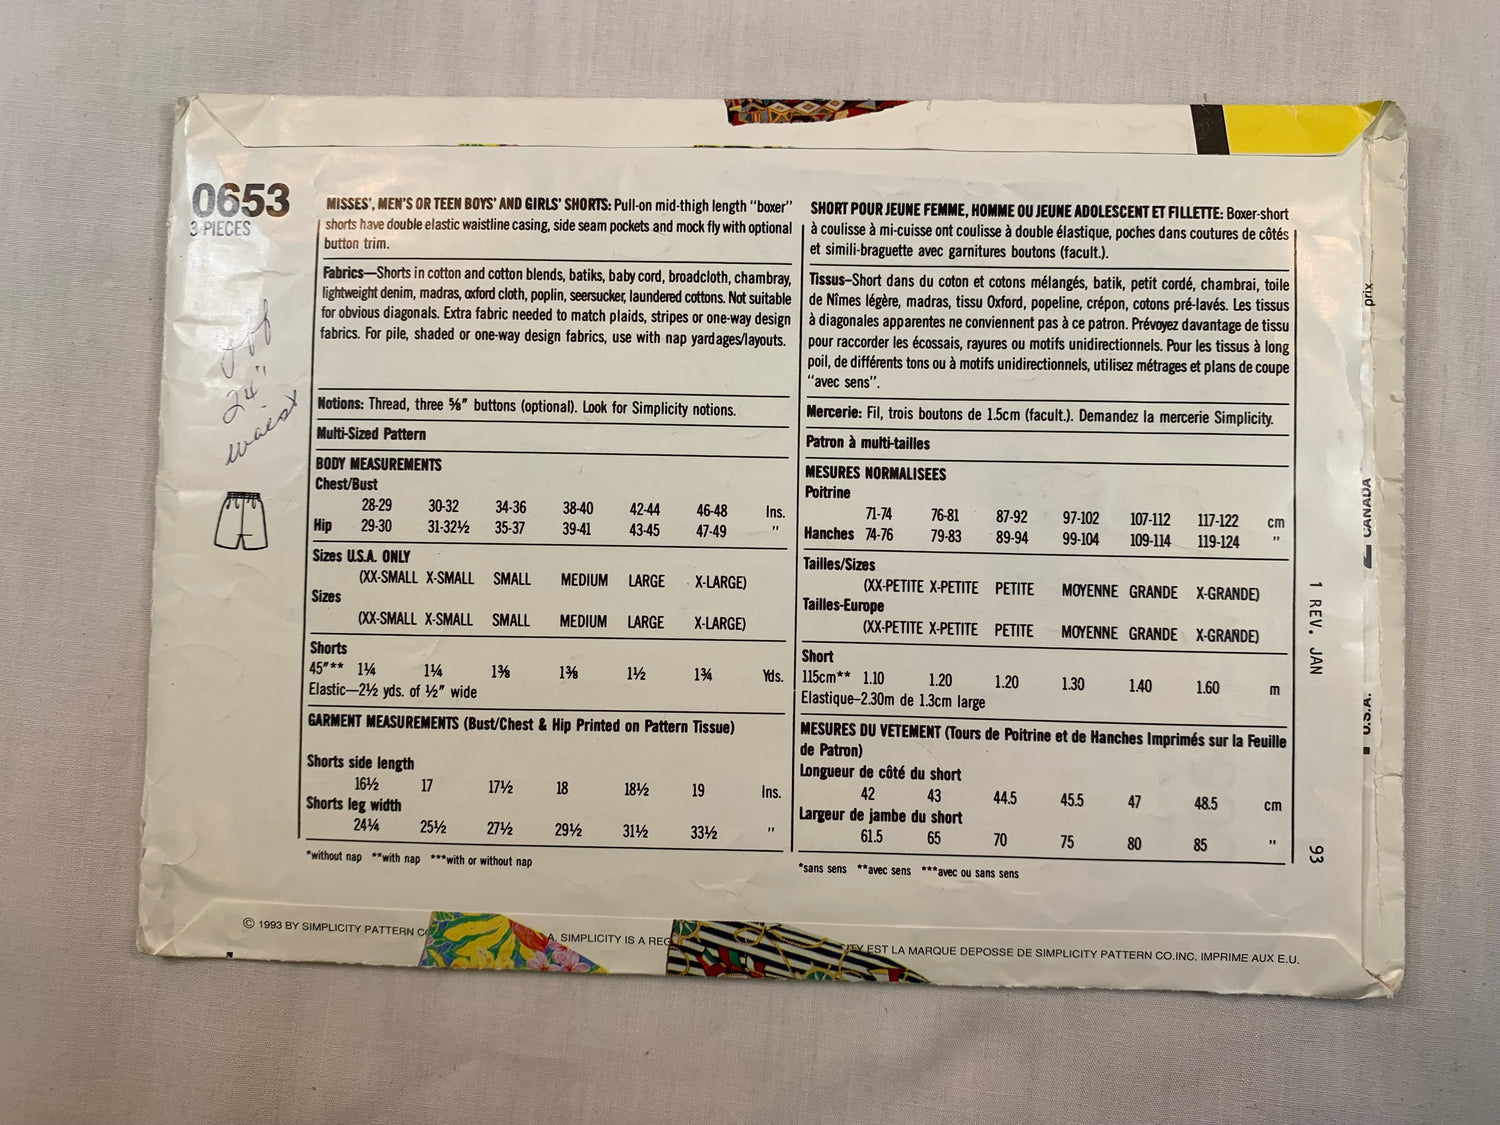 0653
3 PIECES
24"
waist
MISSES', MEN'S OR TEEN BOYS' AND GIRLS' SHORTS: Pull-on mid-thigh length "boxer"
shorts have double elastic waistline casing, side seam pockets and mock fly with optional
button trim.
Fabrics—Shorts in cotton and cotton blends, batiks, baby cord, broadcloth, chambray,
lightweight denim, madras, oxford cloth, poplin, seersucker, laundered cottons. Not suitable
for obvious diagonals. Extra fabric needed to match plaids, stripes or one-way design
fabrics. For pile, shaded or one-way design fabrics, use with nap yardages/layouts.
Notions: Thread, three ⅝" buttons (optional). Look for Simplicity notions.
Multi-Sized Pattern
BODY MEASUREMENTS
Chest/Bust
28-29 30-32 34-36 38-40 42-44 46-48 Ins.
Hip 29-30 31-32½ 35-37 39-41 43-45 47-49 "
Sizes U.S.A. ONLY
(XX-SMALL X-SMALL SMALL MEDIUM LARGE X-LARGE)
Sizes
(XX-SMALL X-SMALL SMALL MEDIUM LARGE X-LARGE)
Shorts
45"** 1¼ 1¼ 1⅜ 1⅜ 1½ 1¾ Yds.
Elastic—2½ yds. of ½" wide
GARMENT MEASUREMENTS (Bust/Chest & Hip Printed on Pattern Tissue)
Shorts side length
16½ 17 17½ 18 18½ 19 Ins.
Shorts leg width
24¼ 25½ 27½ 29½ 31½ 33½ "
*without nap **with nap ***with or without nap
SHORT POUR JEUNE FEMME, HOMME OU JEUNE ADOLESCENT ET FILLETTE: Boxer-short
à coulisse à mi-cuisse ont coulisse à double élastique, poches dans coutures de côtés
et simili-braguette avec garnitures boutons (facult.).
Tissus–Short dans du coton et cotons mélangés, batik, petit cordé, chambrai, toile
de Nîmes légère, madras, tissu Oxford, popeline, crépon, cotons pré-lavés. Les tissus
à diagonales apparentes ne conviennent pas à ce patron. Prévoyez davantage de tissu
pour raccorder les écossais, rayures ou motifs unidirectionnels. Pour les tissus à long
poil, de différents tons ou à motifs unidirectionnels, utilisez métrages et plans de coupe
"avec sens".
Mercerie: Fil, trois boutons de 1.5cm (facult.). Demandez la mercerie Simplicity.
Patron à multi-tailles
MESURES NORMALISEES
Poitrine
71-74 76-81 87-92 97-102 107-112 117-122 cm
Hanches 74-76 79-83 89-94 99-104 109-114 119-124 "
Tailles/Sizes
(XX-PETITE X-PETITE PETITE MOYENNE GRANDE X-GRANDE)
Tailles-Europe
(XX-PETITE X-PETITE PETITE MOYENNE GRANDE X-GRANDE)
Short
115cm** 1.10 1.20 1.20 1.30 1.40 1.60 m
Elastique–2.30m de 1.3cm large
MESURES DU VETEMENT (Tours de Poitrine et de Hanches Imprimés sur la Feuille
de Patron)
Longueur de côté du short
42 43 44.5 45.5 47 48.5 cm
Largeur de jambe du short
61.5 65 70 75 80 85 "
*sans sens **avec sens ***avec ou sans sens
1 REV. JAN 93
prix
CANADA
U.S.A.
© 1993 BY SIMPLICITY PATTERN CO
A. SIMPLICITY IS A REG
EST LA MARQUE DEPOSSE DE SIMPLICITY PATTERN CO.INC. IMPRIME AUX E.U.